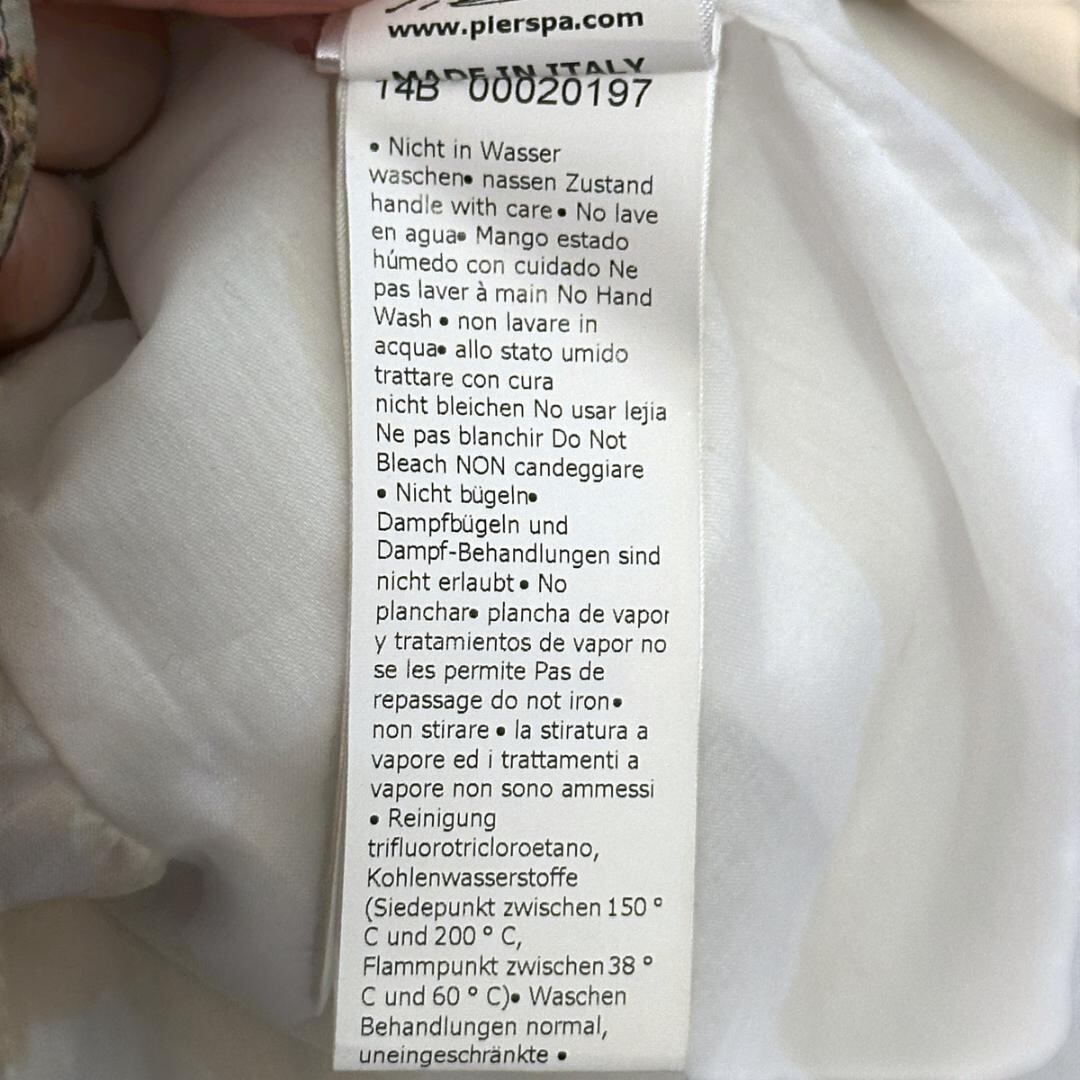 www.pierspa.com
MADE IN ITALY
14B 00020197
• Nicht in Wasser
waschen• nassen Zustand
handle with care • No lave
en agua• Mango estado
húmedo con cuidado Ne
pas laver à main No Hand
Wash • non lavare in
acqua• allo stato umido
trattare con cura
nicht bleichen No usar lejia
Ne pas blanchir Do Not
Bleach NON candeggiare
• Nicht bügeln•
Dampfbügeln und
Dampf-Behandlungen sind
nicht erlaubt • No
planchar• plancha de vapor
y tratamientos de vapor no
se les permite Pas de
repassage do not iron•
non stirare • la stiratura a
vapore ed i trattamenti a
vapore non sono ammessi
• Reinigung
trifluorotricloroetano,
Kohlenwasserstoffe
(Siedepunkt zwischen 150 °
C und 200 ° C,
Flammpunkt zwischen 38 °
C und 60 ° C)• Waschen
Behandlungen normal,
uneingeschränkte •